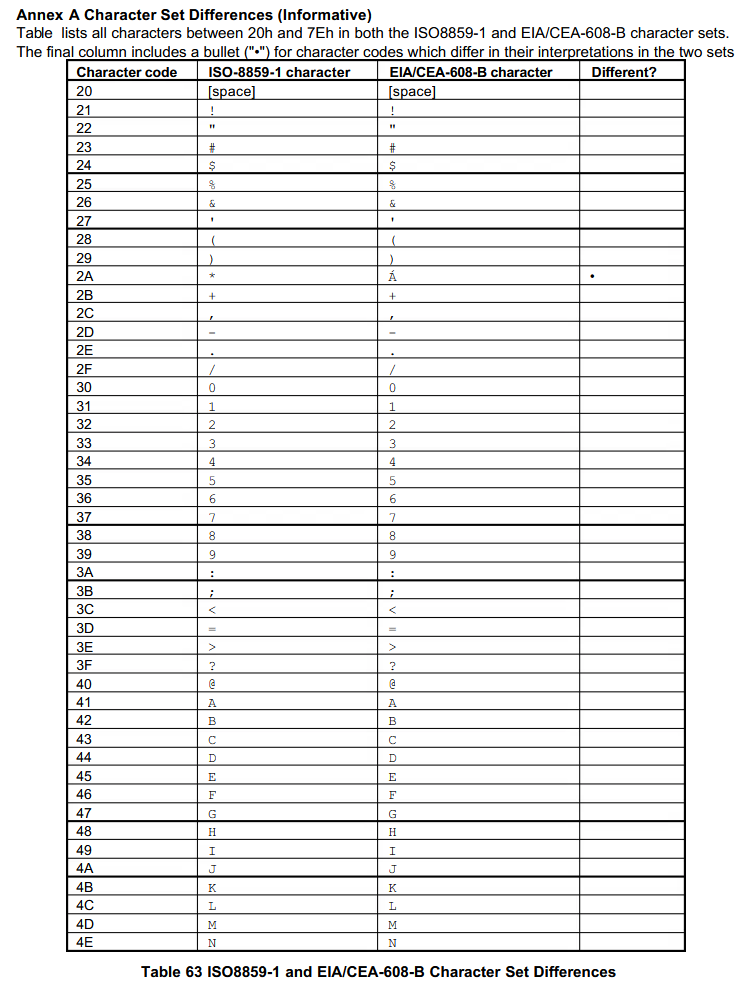 Annex A Character Set Differences (Informative)
Table lists all characters between 20h and 7Eh in both the ISO8859-1 and EIA/CEA-608-B character sets.
The final column includes a bullet ("•") for character codes which differ in their interpretations in the two sets
Character code ISO-8859-1 character EIA/CEA-608-B character Different?
20 [space] [space]
21 ! !
22 " "
23 # #
24 $ $
25 % %
26 & &
27 ' '
28 ( (
29 ) )
2A * Á •
2B + +
2C , ,
2D – –
2E . .
2F / /
30 0 0
31 1 1
32 2 2
33 3 3
34 4 4
35 5 5
36 6 6
37 7 7
38 8 8
39 9 9
3A : :
3B ; ;
3C < <
3D = =
3E > >
3F ? ?
40 @ @
41 A A
42 B B
43 C C
44 D D
45 E E
46 F F
47 G G
48 H H
49 I I
4A J J
4B K K
4C L L
4D M M
4E N N
Table 63 ISO8859-1 and EIA/CEA-608-B Character Set Differences